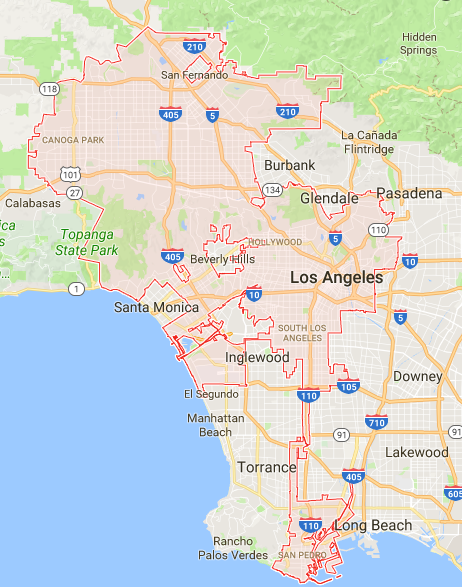 Hidden
Springs
210
San Fernando
118
405
5
210
La Cañada
Flintridge
CANOGA PARK
Burbank
101
134
Pasadena
27
Glendale
Calabasas
110
Topanga
State Park
5
HOLLYWOOD
ica
s
...
405
Beverly Hills
10
Los Angeles
1
10
Santa Monica
5
SOUTH LOS
ANGELES
Inglewood
Downey
105
El Segundo
110
Manhattan
Beach
710
91
91
Lakewood
Torrance
405
605
110
Long Beach
Rancho
Palos Verdes
SAN PEDRO